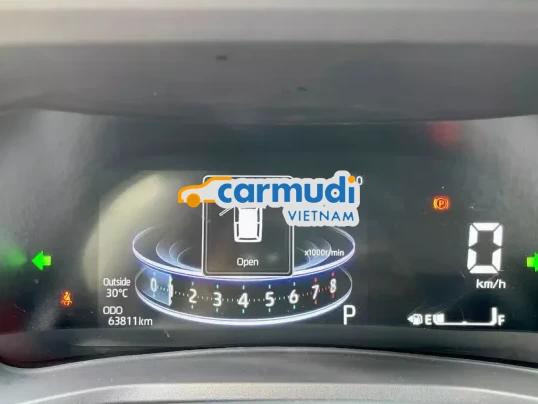 carmudi
VIETNAM
Open
x1000r/min
0 1 2 3 4 5 6 7 8
Outside
30°C
ODO
63811km
P
P
0
km/h
E F